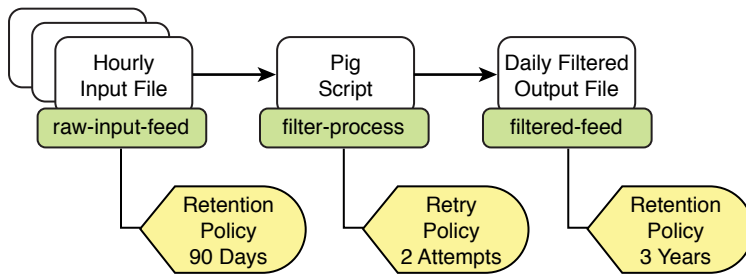 Hourly
Input File
raw-input-feed
Retention
Policy
90 Days
Pig
Script
filter-process
Retry
Policy
2 Attempts
Daily Filtered
Output File
filtered-feed
Retention
Policy
3 Years